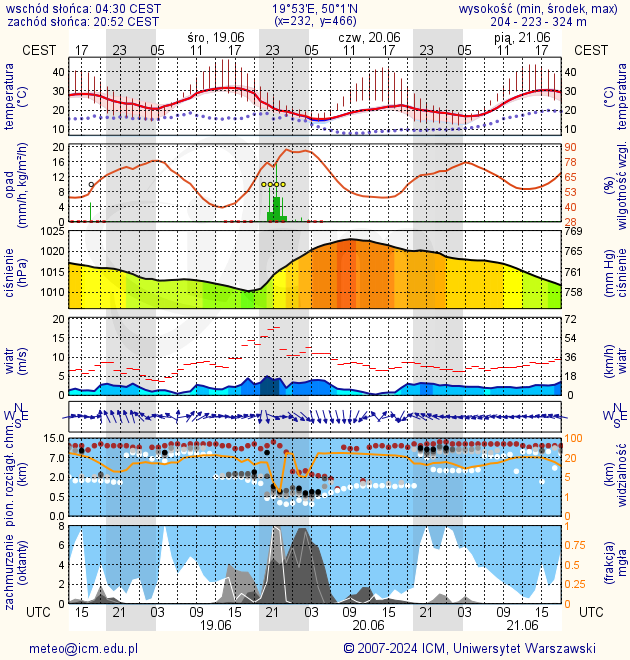 wschód słońca: 04:30 CEST 19°53'E, 50°1'N wysokość (min, środek, max)
zachód słońca: 20:52 CEST (x=232, y=466) 204 - 223 - 324 m
śro, 19.06 czw, 20.06 pią, 21.06
CEST 17 23 05 11 17 23 05 11 17 23 05 11 17 CEST
temperatura (°C)
40 40
30 30
20 20
10 10
temperatura (°C)
opad (mm/h, kg/m²/h)
20 90
16 78
12 65
8 53
4 40
0 28
(%) wilgotność wzgl.
ciśnienie (hPa)
1025 769
1020 765
1015 761
1010 758
(mm Hg) ciśnienie
wiatr (m/s)
20 72
15 54
10 36
5 18
0 0
(km/h) wiatr
N N
W E W E
S S
pion. rozciągł. chm. (km)
15.0 100
7.0 20
2.0 5
0.5 1
0.0 0
(km) widzialność
zachmurzenie (oktanty)
8 1
6 0.75
4 0.5
2 0.25
0 0
(frakcja) mgła
UTC 15 21 03 09 15 21 03 09 15 21 03 09 15 UTC
19.06 20.06 21.06
meteo@icm.edu.pl © 2007-2024 ICM, Uniwersytet Warszawski